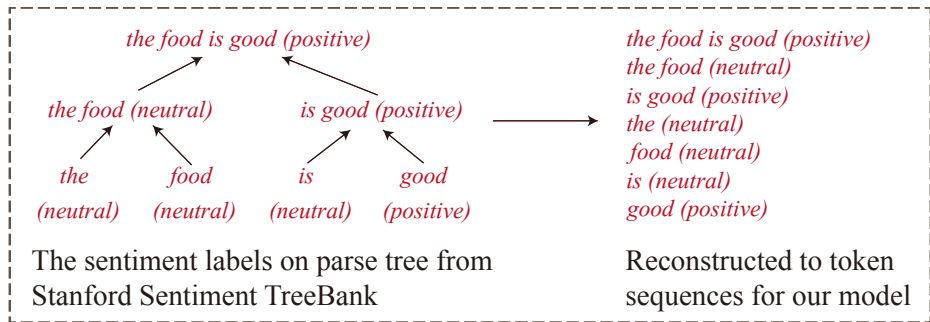 the food is good (positive)
the food (neutral)
is good (positive)
the
food
is
good
(neutral)
(neutral)
(neutral)
(positive)
The sentiment labels on parse tree from
Stanford Sentiment TreeBank
the food is good (positive)
the food (neutral)
is good (positive)
the (neutral)
food (neutral)
is (neutral)
good (positive)
Reconstructed to token
sequences for our model